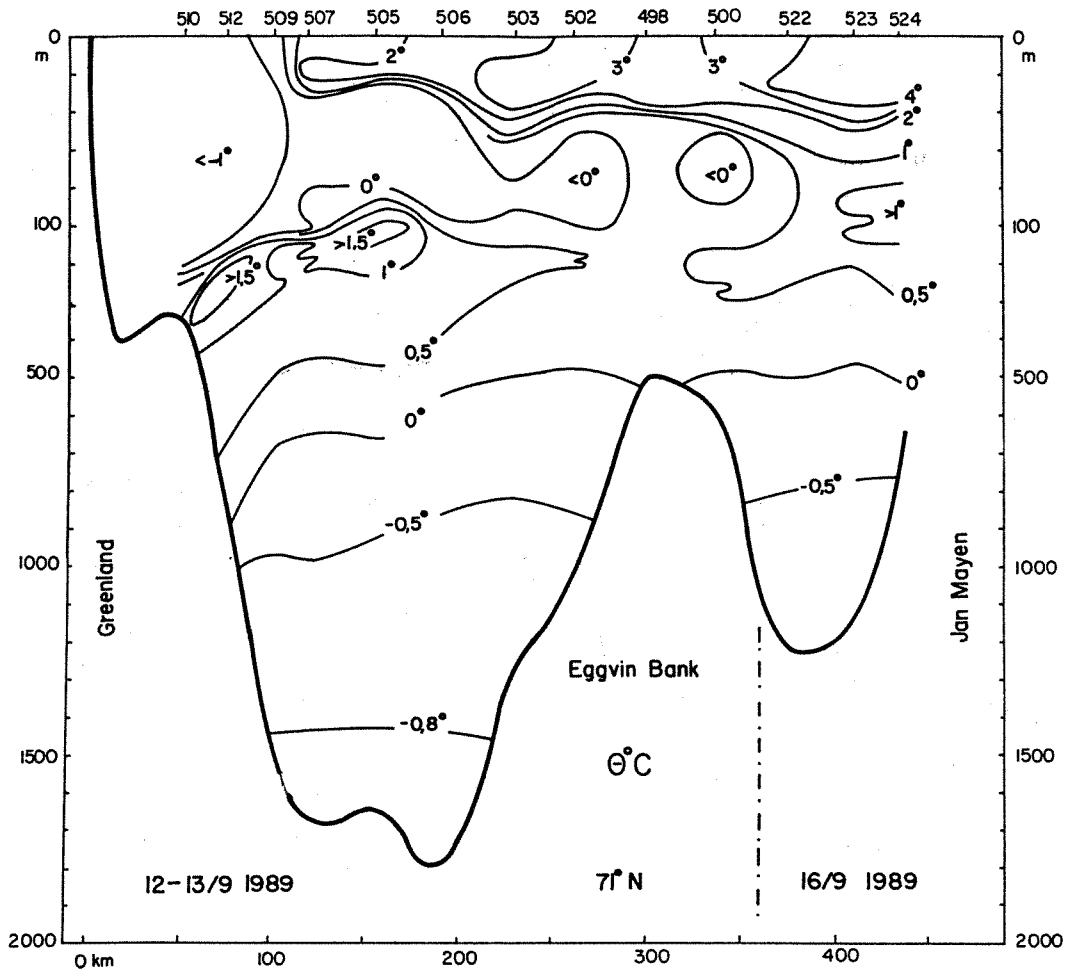 510 512 509 507 505 506 503 502 498 500 522 523 524
0 0
m m
2° 3° 3°
4°
2°
1°
<-1° 0° <0° <0°
>1°
100 100
>1,5°
>1,5° 1°
0,5°
0,5°
500 500
0°
0°
-0,5°
-0,5°
1000 1000
Greenland
Jan Mayen
Eggvin Bank
-0,8°
1500 1500
Θ°C
12-13/9 1989 71°N 16/9 1989
2000 2000
0 km 100 200 300 400